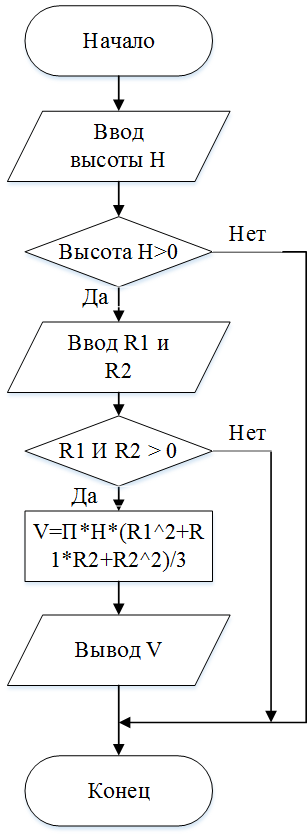 Начало
Ввод
высоты Н
Высота Н>0
Нет
Да
Ввод R1 и
R2
R1 И R2 > 0
Нет
Да
V=П*Н*(R1^2+R
1*R2+R2^2)/3
Вывод V
Конец